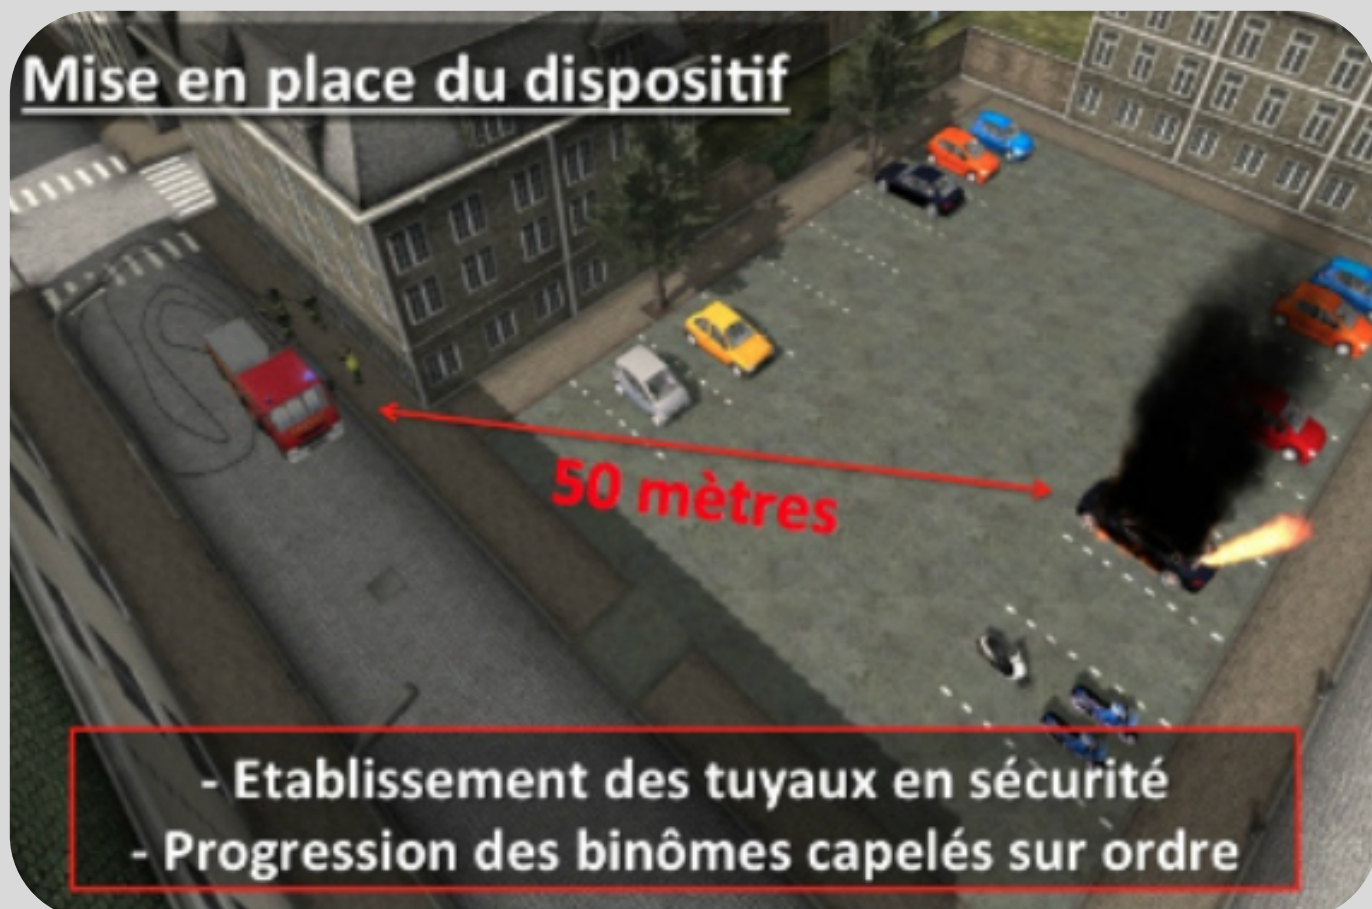 Mise en place du dispositif
50 mètres
- Etablissement des tuyaux en sécurité
- Progression des binômes capelés sur ordre